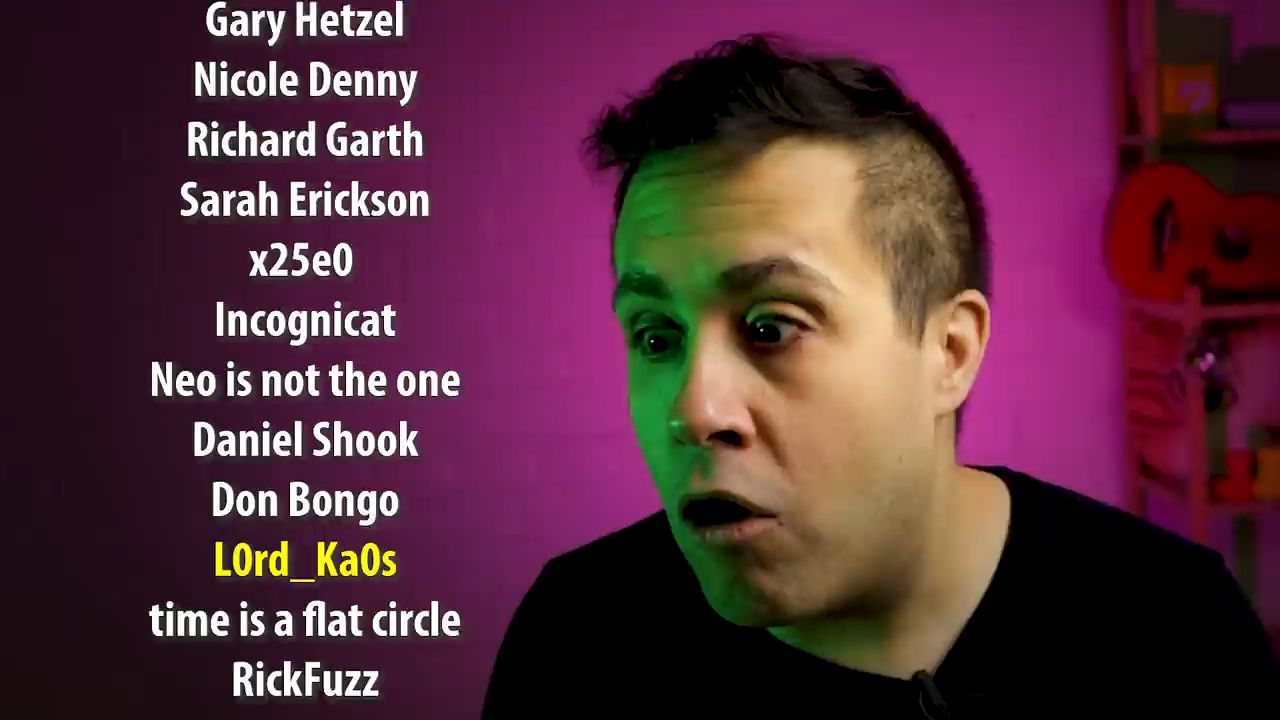 Gary Hetzel
Nicole Denny
Richard Garth
Sarah Erickson
x25e0
Incognicat
Neo is not the one
Daniel Shook
Don Bongo
L0rd_Ka0s
time is a flat circle
RickFuzz